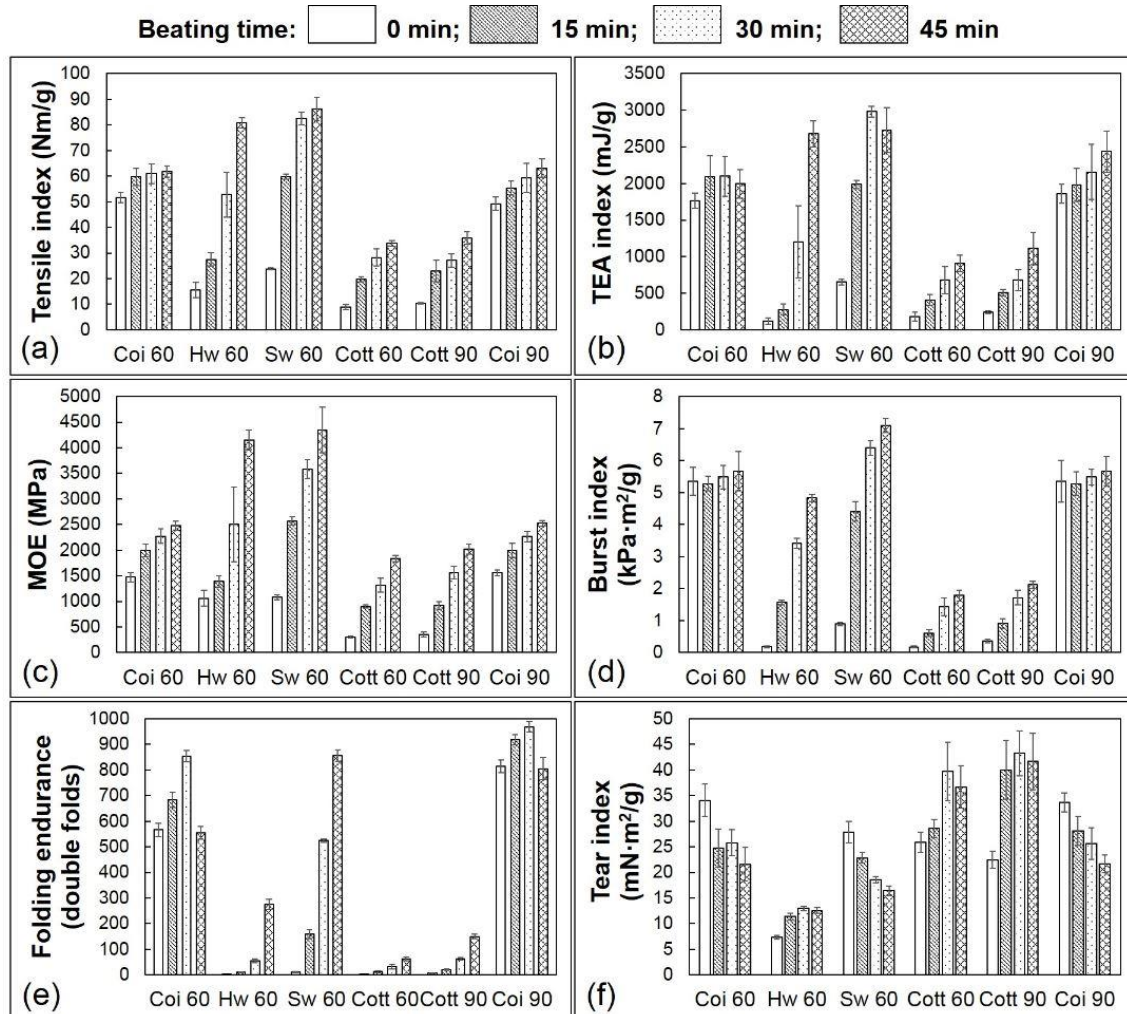 Beating time: 0 min; 15 min; 30 min; 45 min
Tensile index (Nm/g)
100
90
80
70
60
50
40
30
20
10
0
(a)
Coi 60 Hw 60 Sw 60 Cott 60 Cott 90 Coi 90
TEA index (mJ/g)
3500
3000
2500
2000
1500
1000
500
0
(b)
Coi 60 Hw 60 Sw 60 Cott 60 Cott 90 Coi 90
MOE (MPa)
5000
4500
4000
3500
3000
2500
2000
1500
1000
500
0
(c)
Coi 60 Hw 60 Sw 60 Cott 60 Cott 90 Coi 90
Burst index
(kPa·m²/g)
8
7
6
5
4
3
2
1
0
(d)
Coi 60 Hw 60 Sw 60 Cott 60 Cott 90 Coi 90
Folding endurance
(double folds)
1000
900
800
700
600
500
400
300
200
100
0
(e)
Coi 60 Hw 60 Sw 60 Cott 60 Cott 90 Coi 90
Tear index
(mN·m²/g)
50
45
40
35
30
25
20
15
10
5
0
(f)
Coi 60 Hw 60 Sw 60 Cott 60 Cott 90 Coi 90